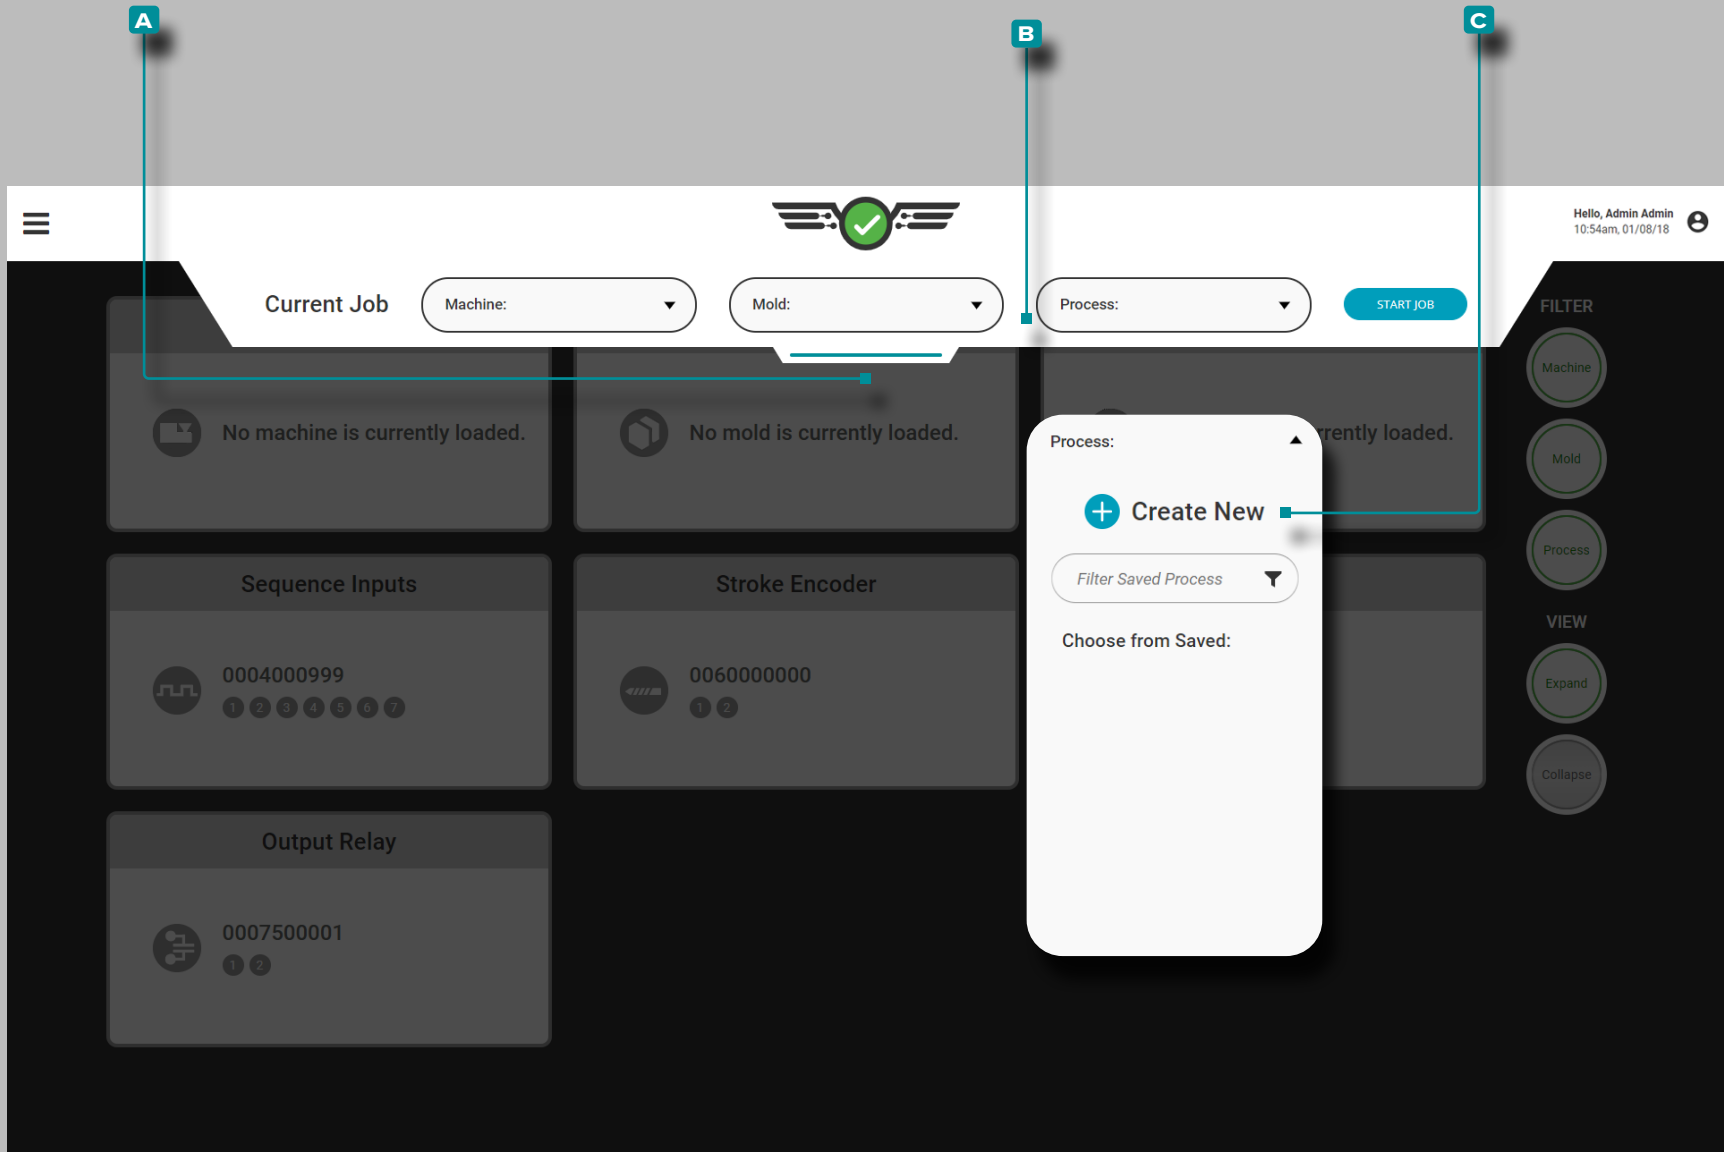 A
B
C
Hello, Admin Admin
10:54am, 01/08/18
Current Job
Machine:
Mold:
Process:
START JOB
FILTER
Machine
Mold
Process
VIEW
Expand
Collapse
No machine is currently loaded.
No mold is currently loaded.
rrently loaded.
Process:
Create New
Filter Saved Process
Choose from Saved:
Sequence Inputs
0004000999
1 2 3 4 5 6 7
Stroke Encoder
0060000000
1 2
Output Relay
0007500001
1 2